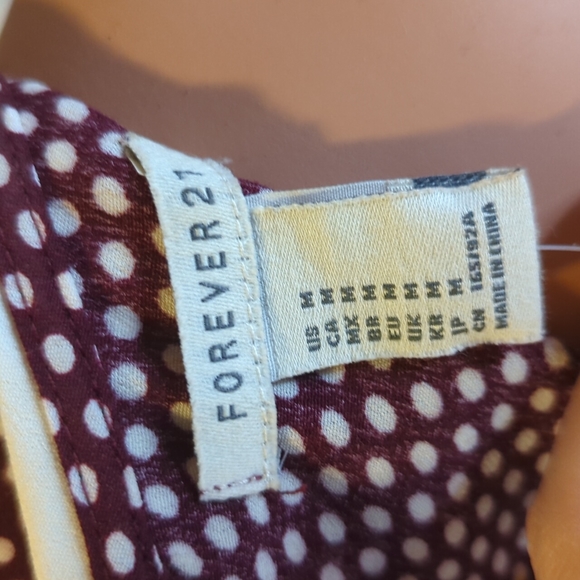 FOREVER 21
US M
CA M
MX M
BR M
EU M
UK M
KR M
JP M
CN 165/92A
MADE IN CHINA